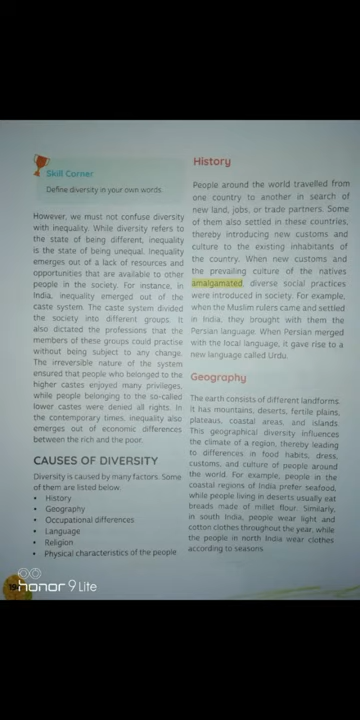 Skill Corner
Define diversity in your own words.
However, we must not confuse diversity
with inequality. While diversity refers to
the state of being different, inequality
is the state of being unequal. Inequality
emerges out of a lack of resources and
opportunities that are available to other
people in the society. For instance, in
India, inequality emerged out of the
caste system. The caste system divided
the society into different groups. It
also dictated the professions that the
members of these groups could practise
without being subject to any change.
The irreversible nature of the system
ensured that people who belonged to the
higher castes enjoyed many privileges,
while people belonging to the so-called
lower castes were denied all rights. In
the contemporary times, inequality also
emerges out of economic differences
between the rich and the poor.
CAUSES OF DIVERSITY
Diversity is caused by many factors. Some
of them are listed below.
• History
• Geography
• Occupational differences
• Language
• Religion
• Physical characteristics of the people
History
People around the world travelled from
one country to another in search of
new land, jobs, or trade partners. Some
of them also settled in these countries,
thereby introducing new customs and
culture to the existing inhabitants of
the country. When new customs and
the prevailing culture of the natives
amalgamated, diverse social practices
were introduced in society. For example,
when the Muslim rulers came and settled
in India, they brought with them the
Persian language. When Persian merged
with the local language, it gave rise to a
new language called Urdu.
Geography
The earth consists of different landforms.
It has mountains, deserts, fertile plains,
plateaus, coastal areas, and islands.
This geographical diversity influences
the climate of a region, thereby leading
to differences in food habits, dress,
customs, and culture of people around
the world. For example, people in the
coastal regions of India prefer seafood,
while people living in deserts usually eat
breads made of millet flour. Similarly,
in south India, people wear light and
cotton clothes throughout the year, while
the people in north India wear clothes
according to seasons.
honor 9 Lite